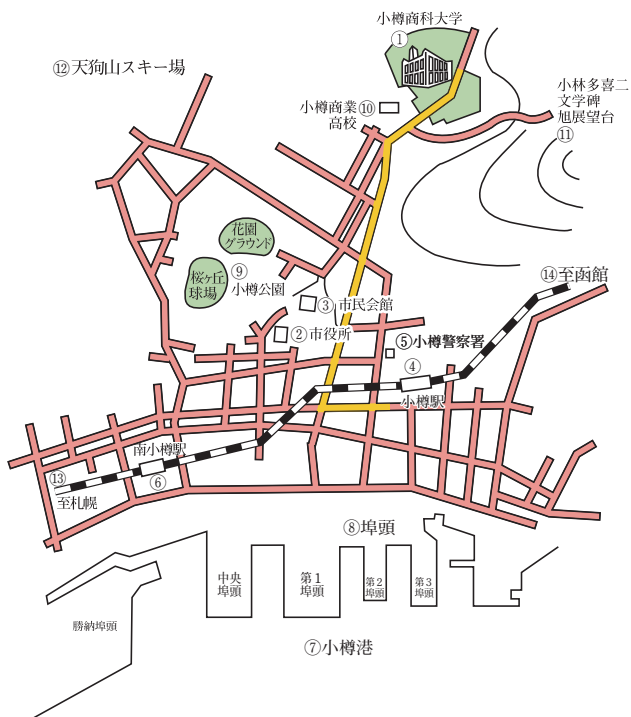 小樽商科大学
①
⑫天狗山スキー場
小樽商業⑩
高校
小林多喜二
文学碑
旭展望台
⑪
花園
グラウンド
桜ヶ丘
球場
⑨
小樽公園
⑭至函館
③市民会館
②市役所
⑤小樽警察署
④
小樽駅
南小樽駅
⑥
⑬
至札幌
⑧埠頭
中央
埠頭
第1
埠頭
第2
埠頭
第3
埠頭
勝納埠頭
⑦小樽港